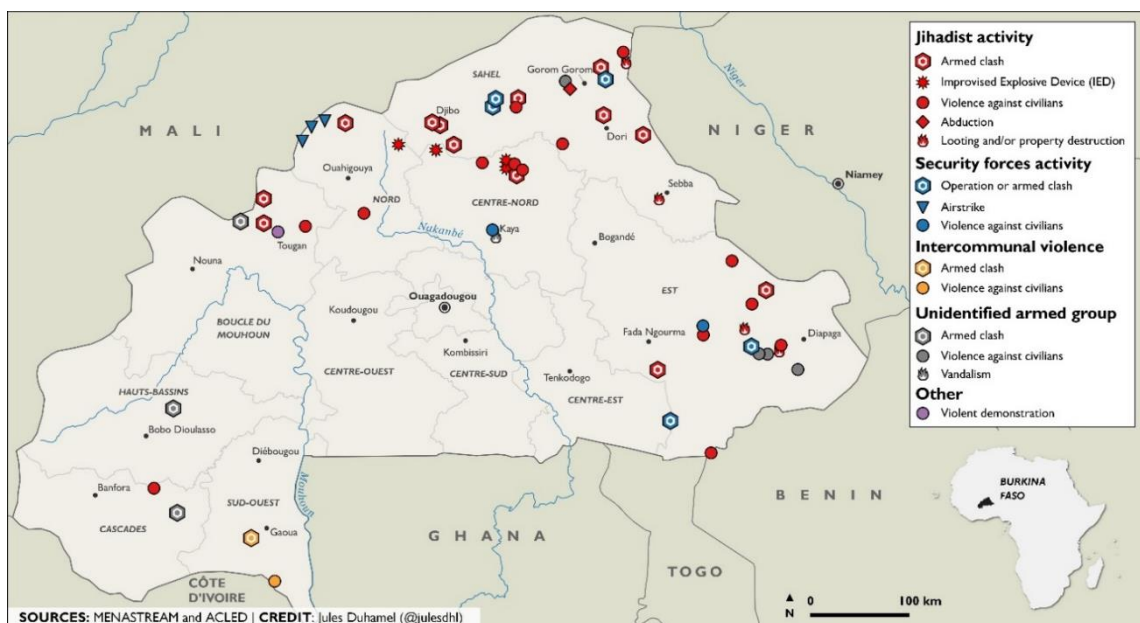 Jihadist activity
Armed clash
Improvised Explosive Device (IED)
Violence against civilians
Abduction
Looting and/or property destruction
Security forces activity
Operation or armed clash
Airstrike
Violence against civilians
Intercommunal violence
Armed clash
Violence against civilians
Unidentified armed group
Armed clash
Violence against civilians
Vandalism
Other
Violent demonstration
MALI
NIGER
Niger
Niamey
SAHEL
Gorom Gorom
Djibo
Dori
Ouahigouya
NORD
CENTRE-NORD
Sebba
Nakanbé
Kaya
Tougan
Bogandé
Nouna
EST
Ouagadougou
Koudougou
BOUCLE DU
MOUHOUN
Fada Ngourma
Diapaga
Kombissiri
CENTRE-OUEST
CENTRE-SUD
Tenkodogo
CENTRE-EST
HAUTS-BASSINS
Bobo Dioulasso
Diébougou
Mouhoun
Banfora
SUD-OUEST
CASCADES
Gaoua
BENIN
GHANA
TOGO
CÔTE
D'IVOIRE
BURKINA
FASO
N
0 100 km
SOURCES: MENASTREAM and ACLED | CREDIT: Jules Duhamel (@julesdhl)